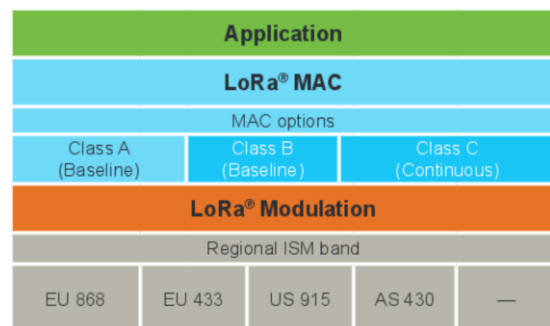 Application
LoRa® MAC
MAC options
Class A
(Baseline)
Class B
(Baseline)
Class C
(Continuous)
LoRa® Modulation
Regional ISM band
EU 868
EU 433
US 915
AS 430
—